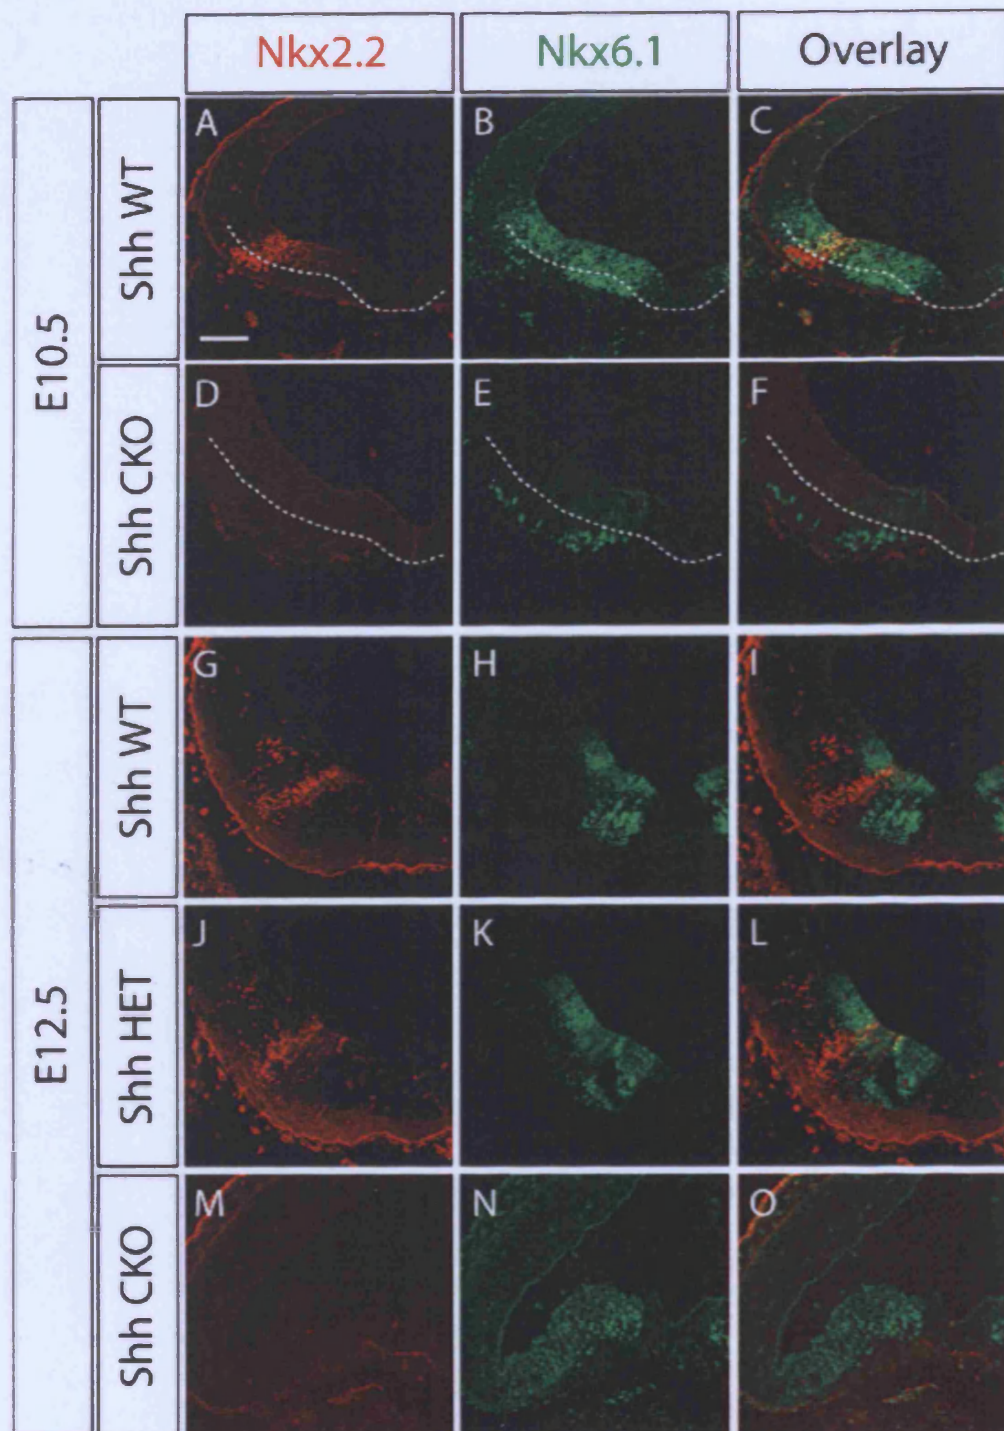 Nkx2.2 Nkx6.1 Overlay
E10.5
Shh WT
A B C
Shh CKO
D E F
E12.5
Shh WT
G H I
Shh HET
J K L
Shh CKO
M N O